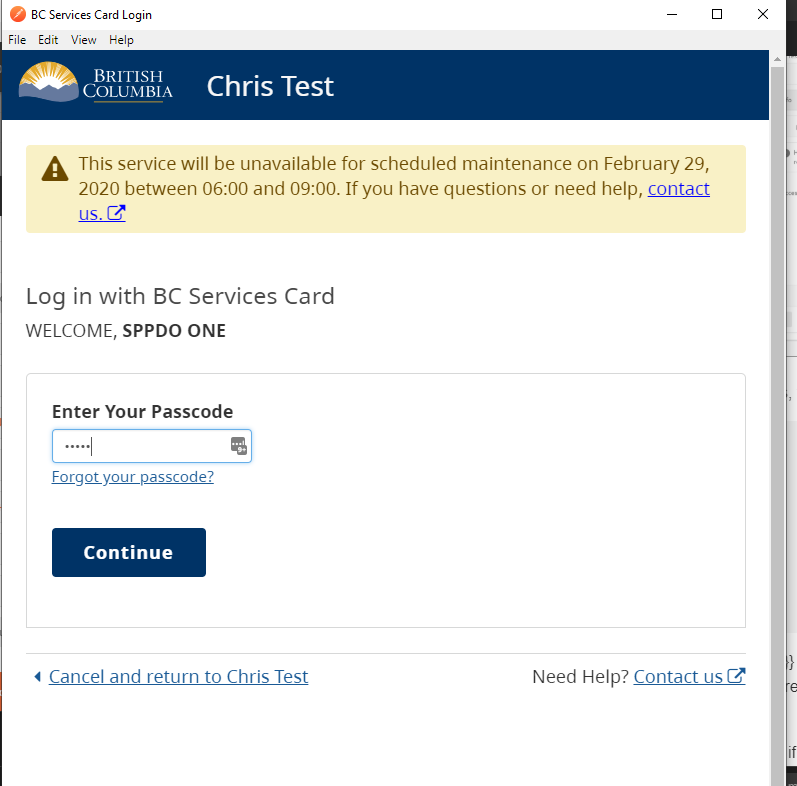 BC Services Card Login
File Edit View Help
BRITISH
COLUMBIA
Chris Test
This service will be unavailable for scheduled maintenance on February 29,
2020 between 06:00 and 09:00. If you have questions or need help, contact
us.
Log in with BC Services Card
WELCOME, SPPDO ONE
Enter Your Passcode
•••••
Forgot your passcode?
Continue
Cancel and return to Chris Test
Need Help? Contact us
}}
re
if